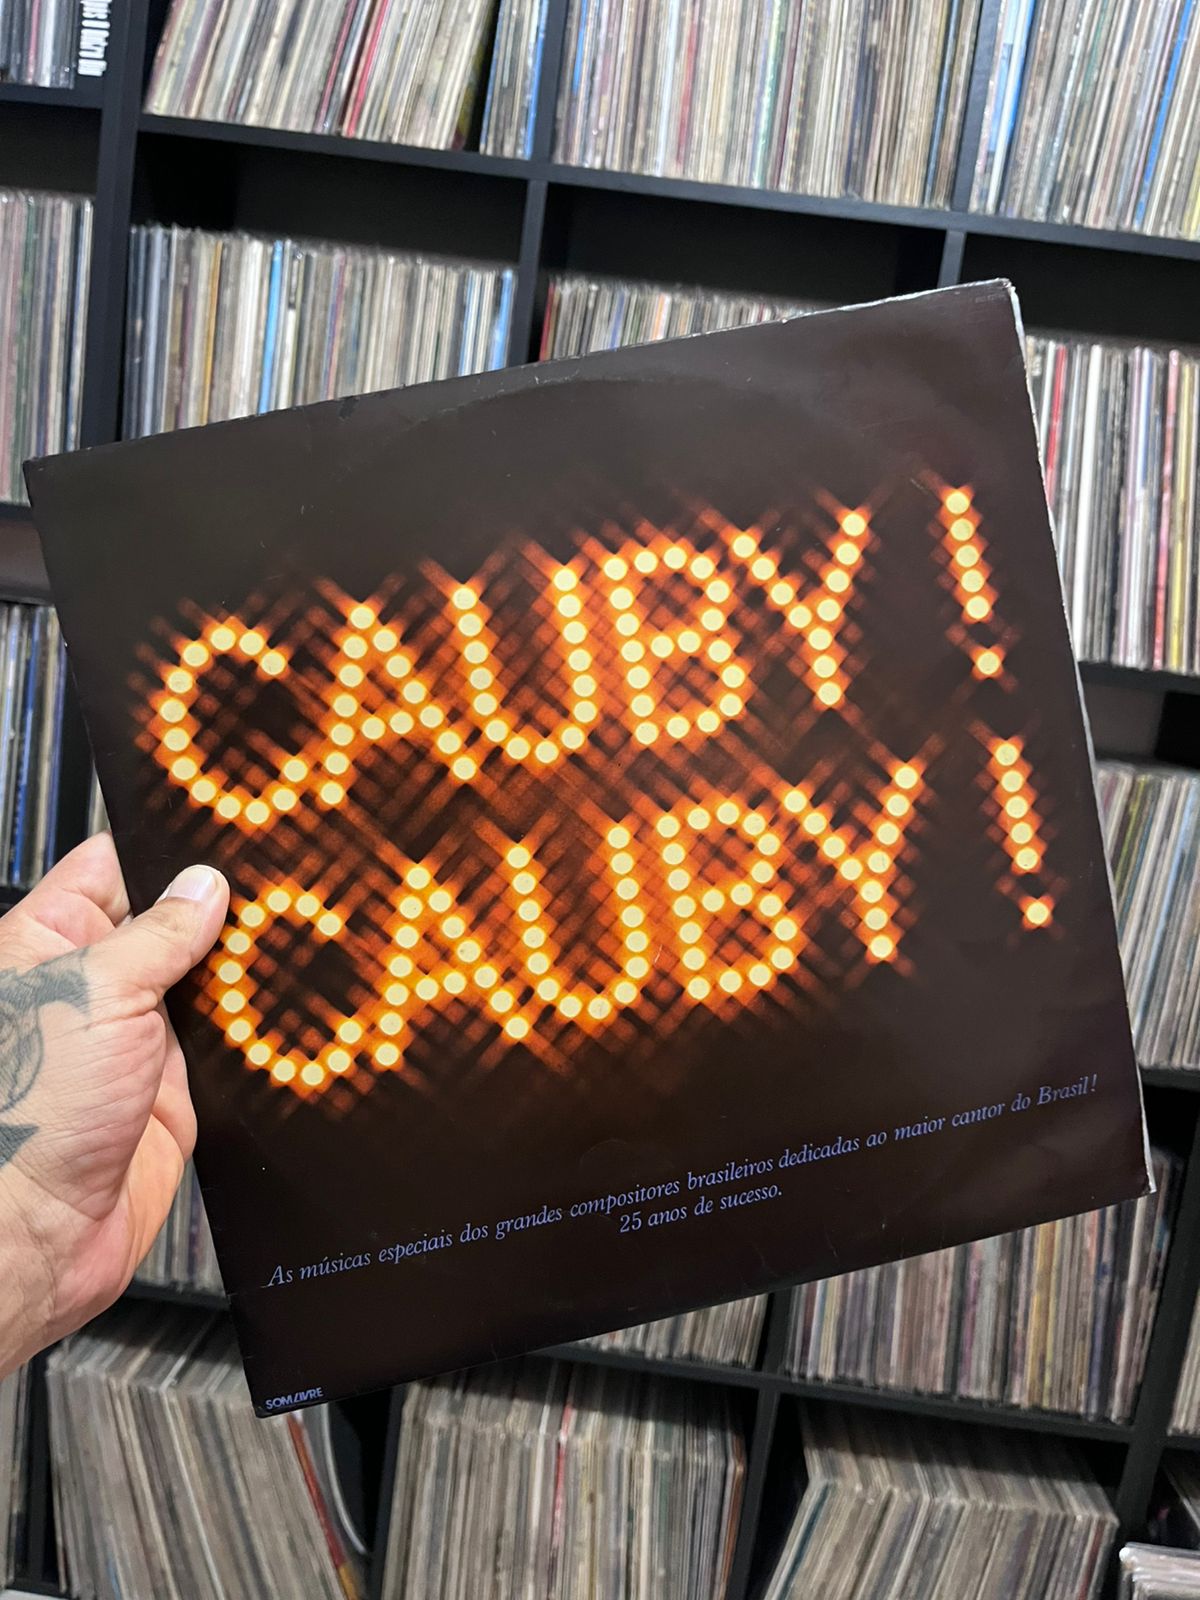 CAUBY!
CAUBY!
As músicas especiais dos grandes compositores brasileiros dedicadas ao maior cantor do Brasil!
25 anos de sucesso.
SOM LIVRE